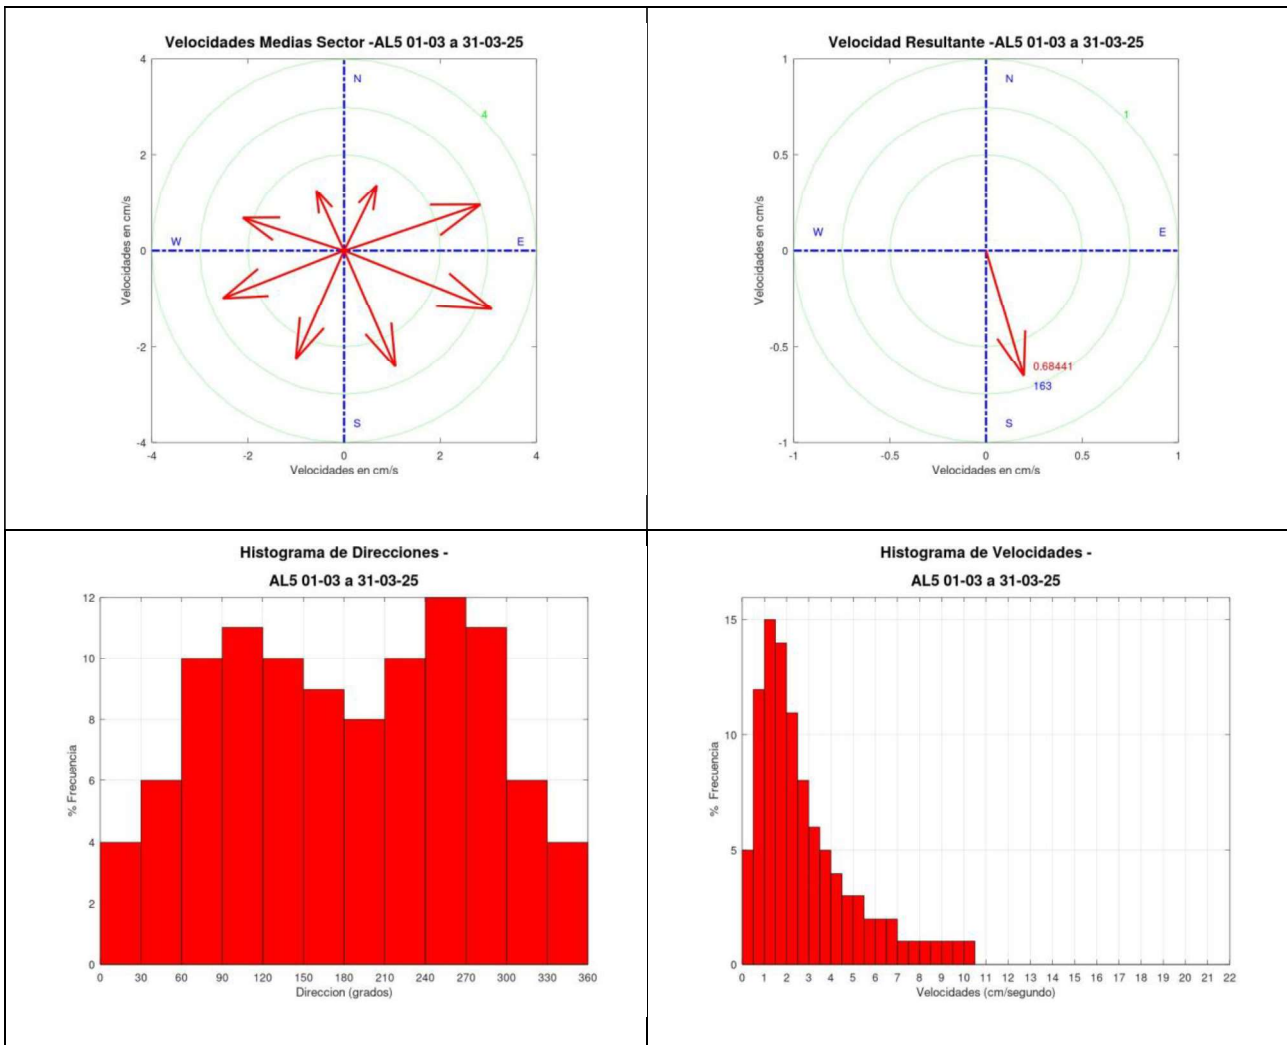 Velocidades Medias Sector -AL5 01-03 a 31-03-25
4
N
4
2
Velocidades en cm/s
W
0
E
-2
S
-4
-4 -2 0 2 4
Velocidades en cm/s
Velocidad Resultante -AL5 01-03 a 31-03-25
1
N
1
0.5
Velocidades en cm/s
W
0
E
-0.5
0.68441
163
S
-1
-1 -0.5 0 0.5 1
Velocidades en cm/s
Histograma de Direcciones -
AL5 01-03 a 31-03-25
12
10
8
% Frecuencia
6
4
2
0
0 30 60 90 120 150 180 210 240 270 300 330 360
Direccion (grados)
Histograma de Velocidades -
AL5 01-03 a 31-03-25
15
10
% Frecuencia
5
0
0 1 2 3 4 5 6 7 8 9 10 11 12 13 14 15 16 17 18 19 20 21 22
Velocidades (cm/segundo)